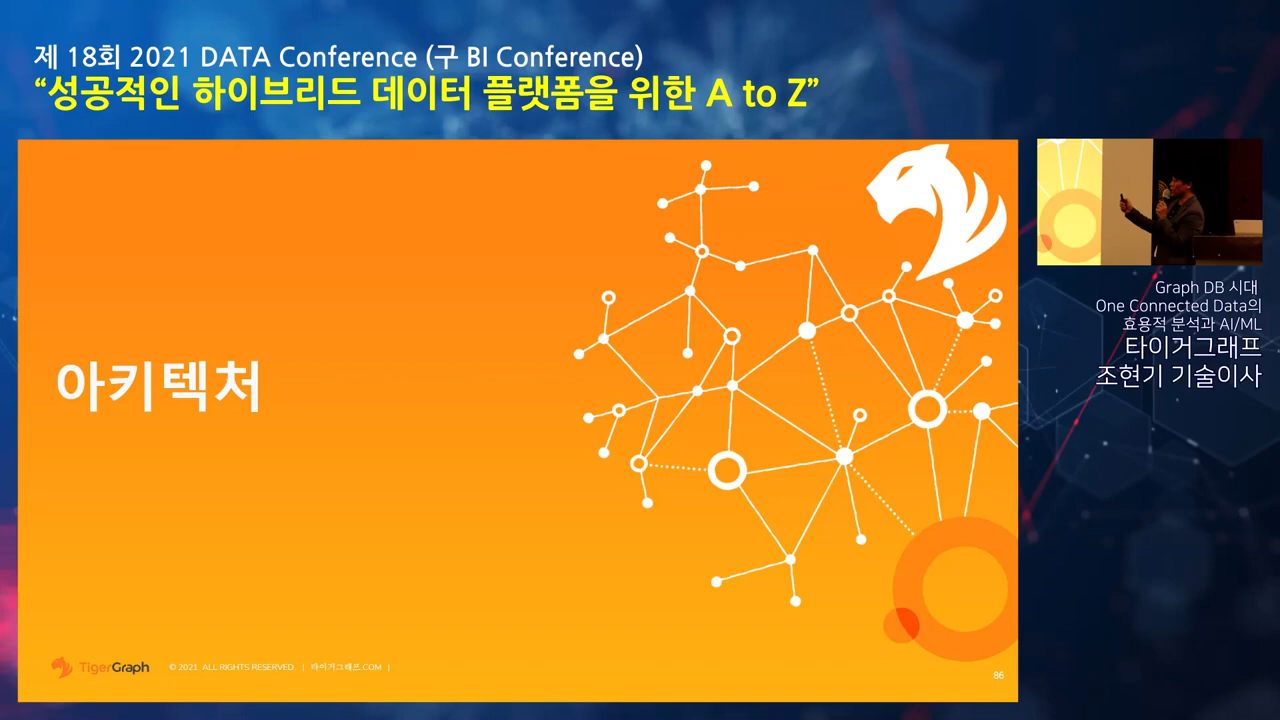 제 18회 2021 DATA Conference (구 BI Conference)
“성공적인 하이브리드 데이터 플랫폼을 위한 A to Z”
아키텍처
Graph DB 시대
One Connected Data의
효용적 분석과 AI/ML
타이거그래프
조현기 기술이사
TigerGraph
© 2021. ALL RIGHTS RESERVED. | 타이거그래프.COM |
86